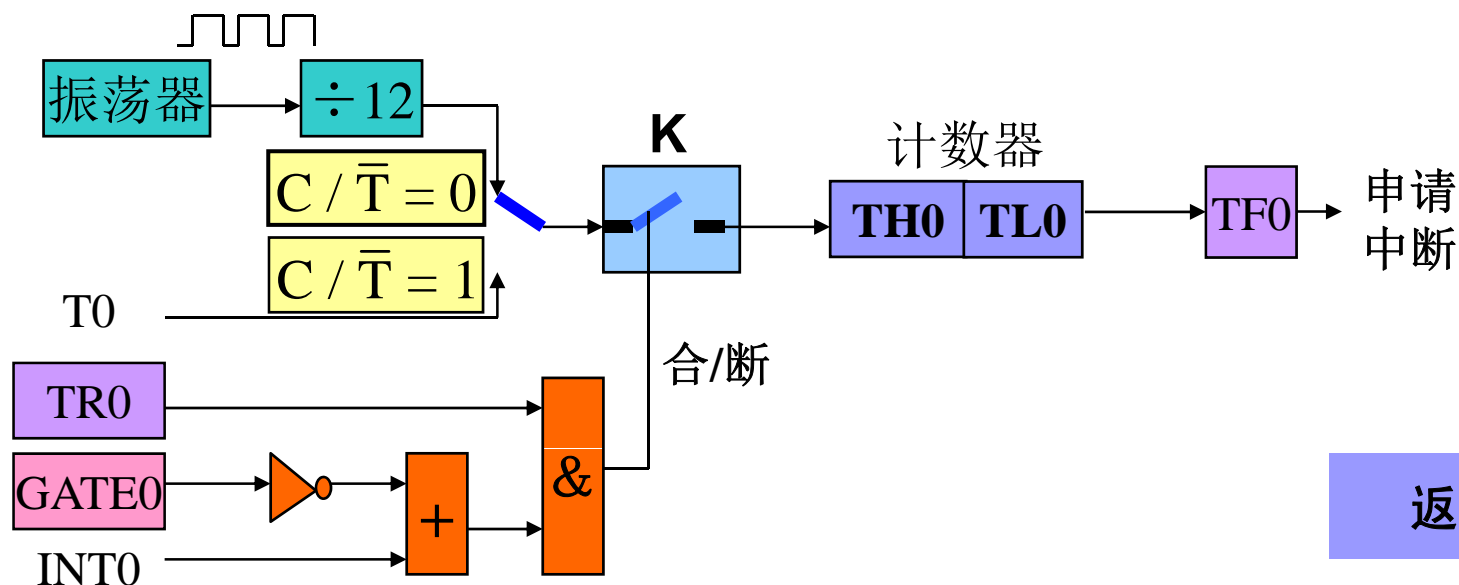 振荡器
÷12
K
计数器
C / T̅ = 0
TH0
TL0
TF0
申请
中断
C / T̅ = 1
T0
合/断
TR0
&
GATE0
+
INT0
返